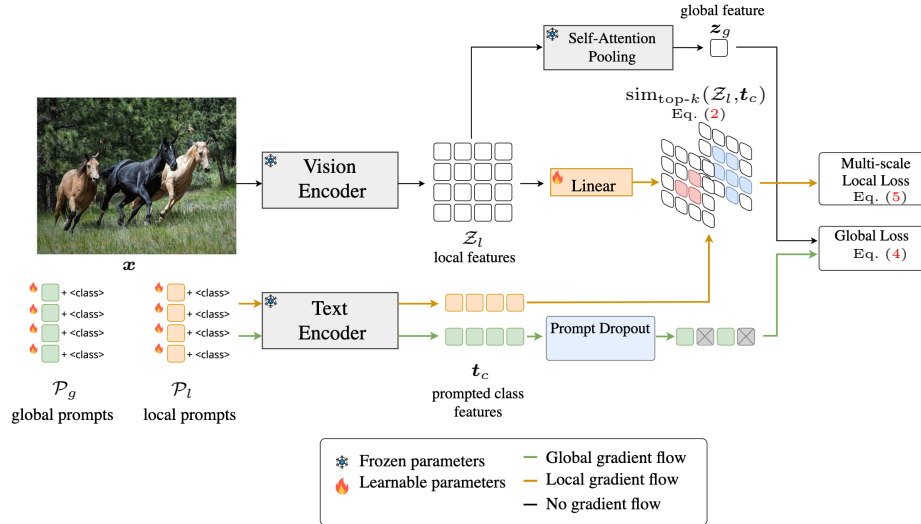 global feature
z_g
Self-Attention
Pooling
sim_top-k(Z_l, t_c)
Eq. (2)
Vision
Encoder
Linear
Multi-scale
Local Loss
Eq. (5)
Z_l
local features
Global Loss
Eq. (4)
x
+ <class> + <class>
+ <class> + <class>
+ <class> + <class>
+ <class> + <class>
Text
Encoder
Prompt Dropout
P_g
global prompts
P_l
local prompts
t_c
prompted class
features
Frozen parameters
Learnable parameters
Global gradient flow
Local gradient flow
No gradient flow